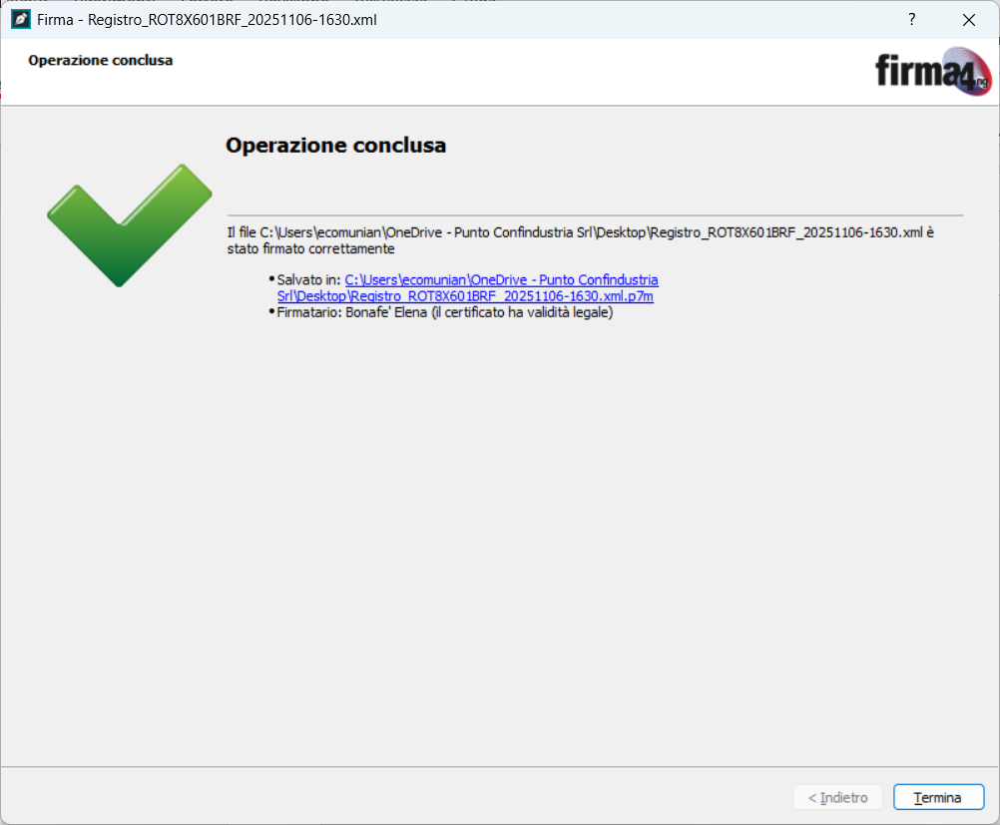 Firma - Registro_ROT8X601BRF_20251106-1630.xml
?
Operazione conclusa
firma4ng
Operazione conclusa
Il file C:\Users\ecomunian\OneDrive - Punto Confindustria Srl\Desktop\Registro_ROT8X601BRF_20251106-1630.xml è
stato firmato correttamente
• Salvato in: C:\Users\ecomunian\OneDrive - Punto Confindustria
Srl\Desktop\Registro_ROT8X601BRF_20251106-1630.xml.p7m
• Firmatario: Bonafe' Elena (il certificato ha validità legale)
< Indietro
Termina